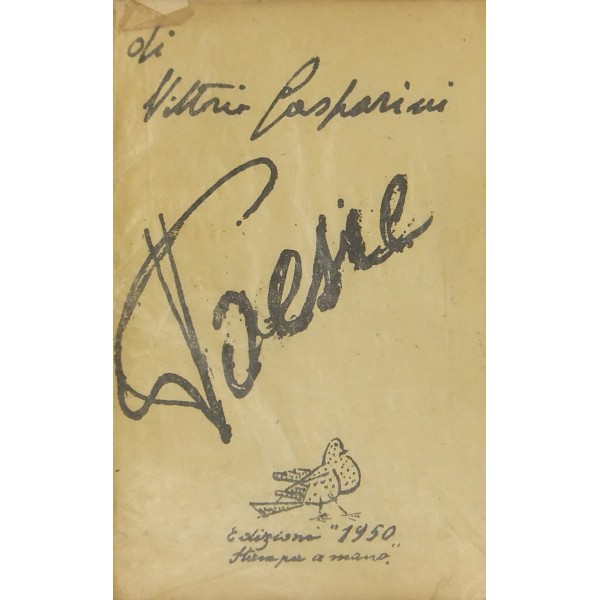 di
Vittorio Gasparini
Poesie
Edizioni "1950
Stampa a mano."